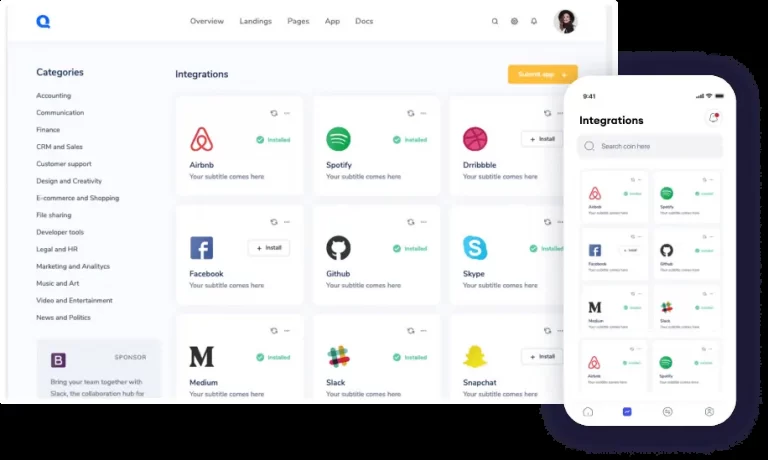 Overview Landings Pages App Docs
Categories
Accounting
Communication
Finance
CRM and Sales
Customer support
Design and Creativity
E-commerce and Shopping
File sharing
Developer tools
Legal and HR
Marketing and Analitycs
Music and Art
Video and Entertainment
News and Politics
B
SPONSOR
Bring your team together with
Slack, the collaboration hub for
Integrations
Submit app +
Installed
Airbnb
Your subtitle comes here
Installed
Spotify
Your subtitle comes here
+ Install
Drribbble
Your subtitle comes here
+ Install
Facebook
Your subtitle comes here
Installed
Github
Your subtitle comes here
Installed
Skype
Your subtitle comes here
Installed
Medium
Your subtitle comes here
Installed
Slack
Your subtitle comes here
+ Install
Snapchat
Your subtitle comes here
9:41
Integrations
Search coin here
Airbnb
Your subtitle comes here
Spotify
Your subtitle comes here
+ Install
Facebook
Your subtitle comes here
Github
Your subtitle comes here
Medium
Your subtitle comes here
Slack
Your subtitle comes here
Airbnb
Your subtitle comes here
Spotify
Your subtitle comes here